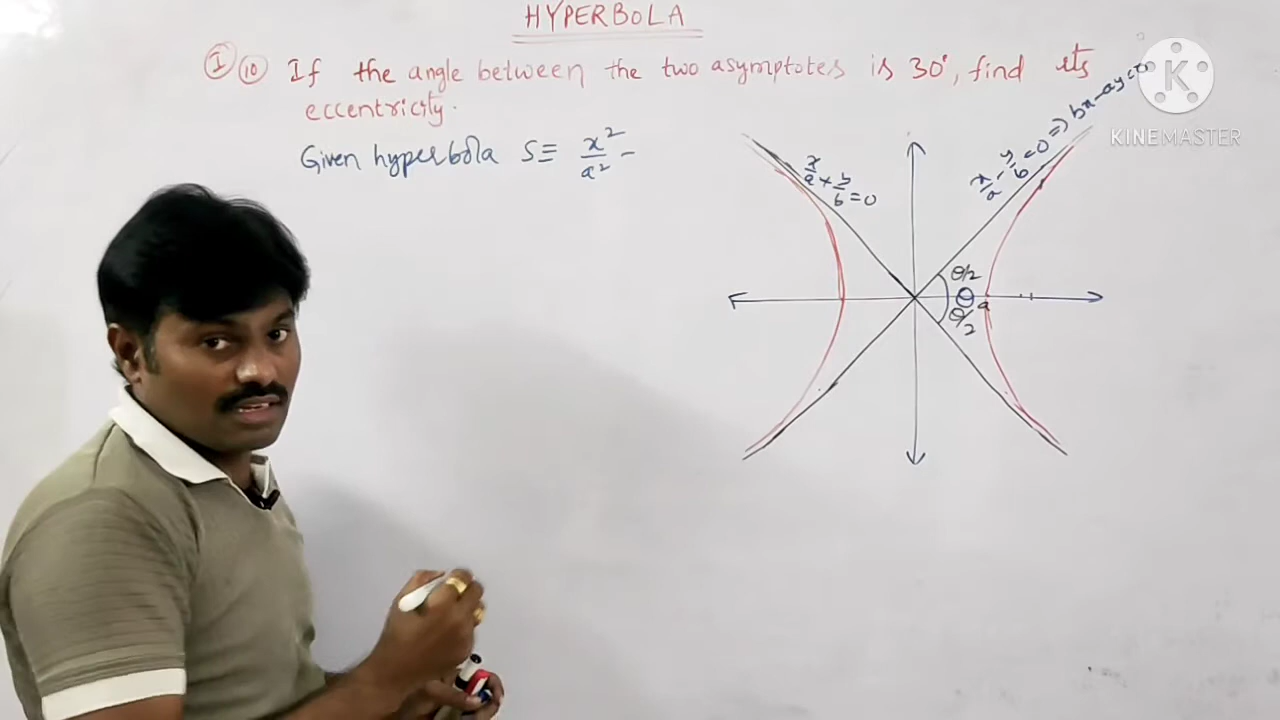 HYPERBOLA
I 10 If the angle between the two asymptotes is 30°, find its
eccentricity.
Given hyperbola S≡ x²/a² −
x/a + y/b = 0
x/a − y/b = 0 ⇒ bx − ay = 0
θ/2
θ a
θ/2
K
KINEMASTER